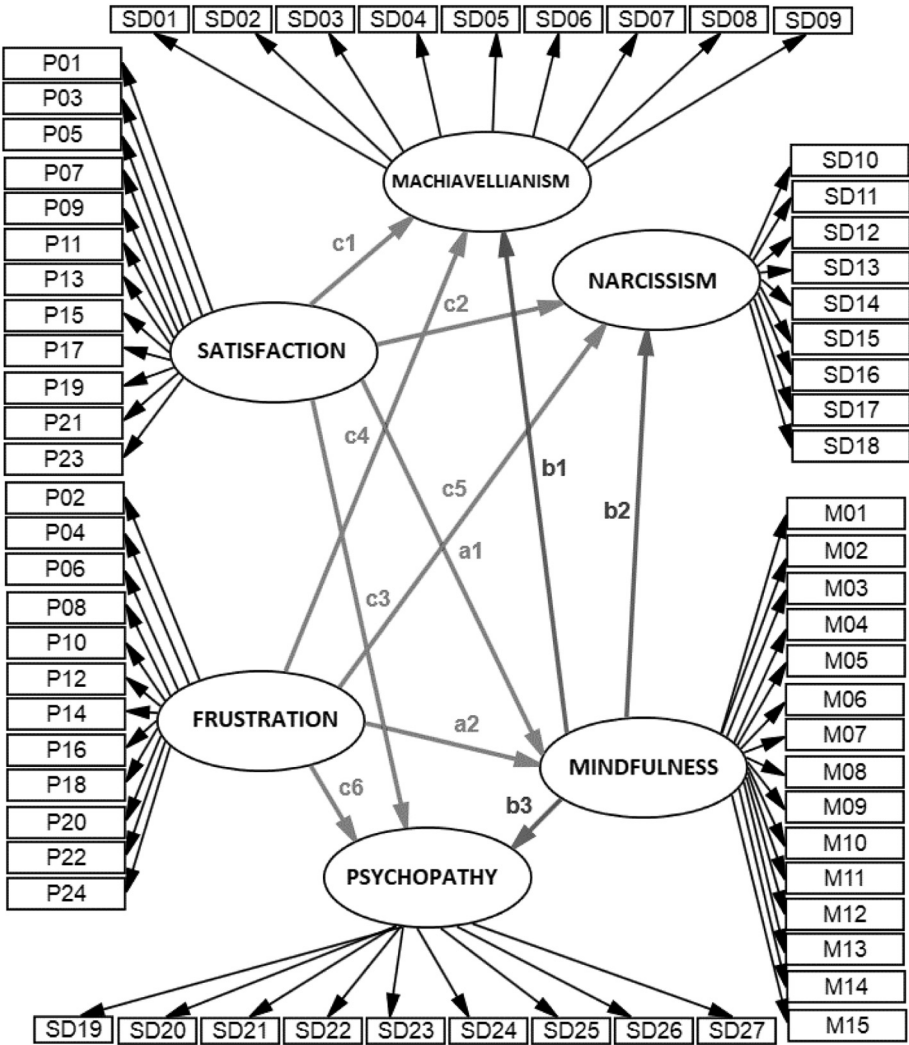 SD01 SD02 SD03 SD04 SD05 SD06 SD07 SD08 SD09
P01
P03
P05
P07
P09
P11
P13
P15
P17
P19
P21
P23
MACHIAVELLIANISM
SD10
SD11
SD12
SD13
SD14
SD15
SD16
SD17
SD18
NARCISSISM
SATISFACTION
c1
c2
c4
c5
b1
b2
a1
c3
P02
P04
P06
P08
P10
P12
P14
P16
P18
P20
P22
P24
M01
M02
M03
M04
M05
M06
M07
M08
M09
M10
M11
M12
M13
M14
M15
FRUSTRATION
a2
MINDFULNESS
c6
b3
PSYCHOPATHY
SD19 SD20 SD21 SD22 SD23 SD24 SD25 SD26 SD27